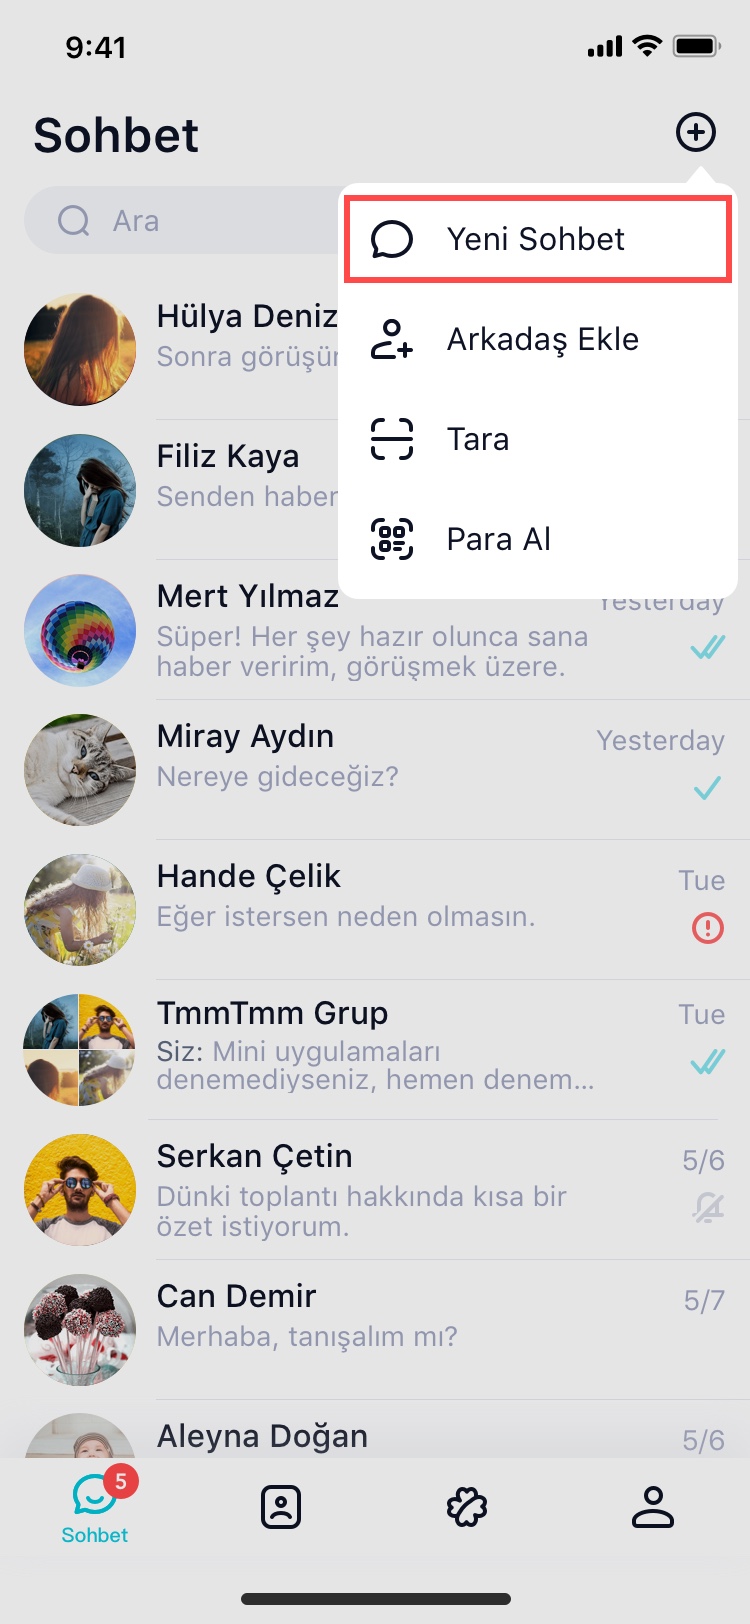 9:41
Sohbet
Ara
Yeni Sohbet
Arkadaş Ekle
Tara
Para Al
Hülya Deniz
Sonra
Filiz Kaya
Senden haber
Mert Yılmaz
Yesterday
Süper! Her şey hazır olunca sana
haber veririm, görüşmek üzere.
Miray Aydın
Yesterday
Nereye gideceğiz?
Hande Çelik
Tue
Eğer istersen neden olmasın.
TmmTmm Grup
Tue
Siz: Mini uygulamaları
denemediyseniz, hemen denem...
Serkan Çetin
5/6
Dünki toplantı hakkında kısa bir
özet istiyorum.
Can Demir
5/7
Merhaba, tanışalım mı?
Aleyna Doğan
5/6
5
Sohbet